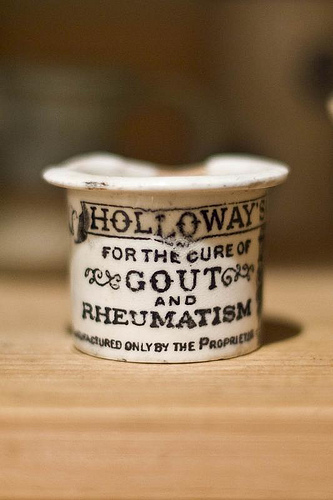 HOLLOWAY'S
FOR THE CURE OF
GOUT
AND
RHEUMATISM
ONLY BY THE